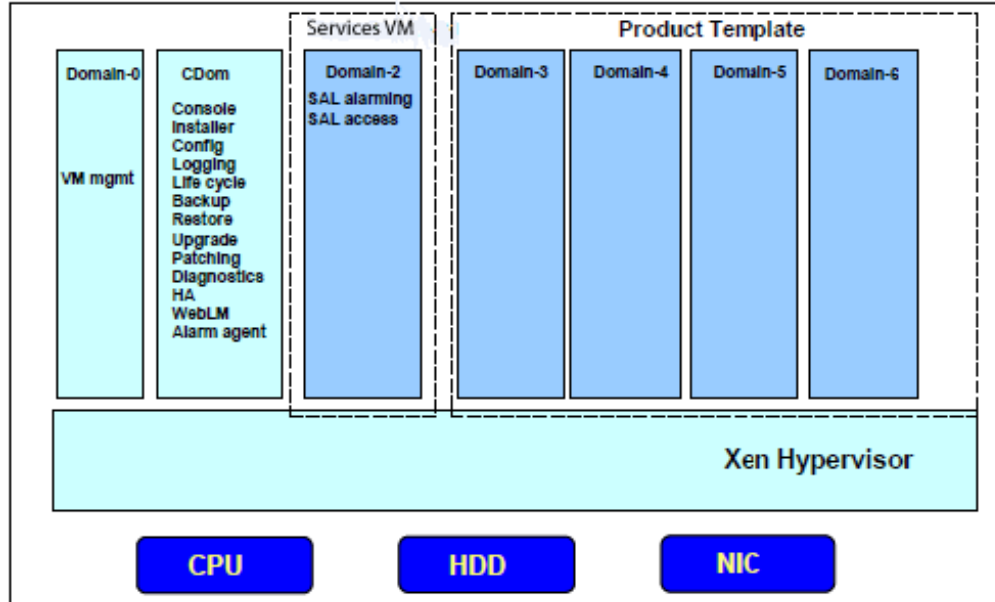 Services VM
Product Template
Domain-0
VM mgmt
CDom
Console
Installer
Config
Logging
Life cycle
Backup
Restore
Upgrade
Patching
Diagnostics
HA
WebLM
Alarm agent
Domain-2
SAL alarming
SAL access
Domain-3
Domain-4
Domain-5
Domain-6
Xen Hypervisor
CPU
HDD
NIC